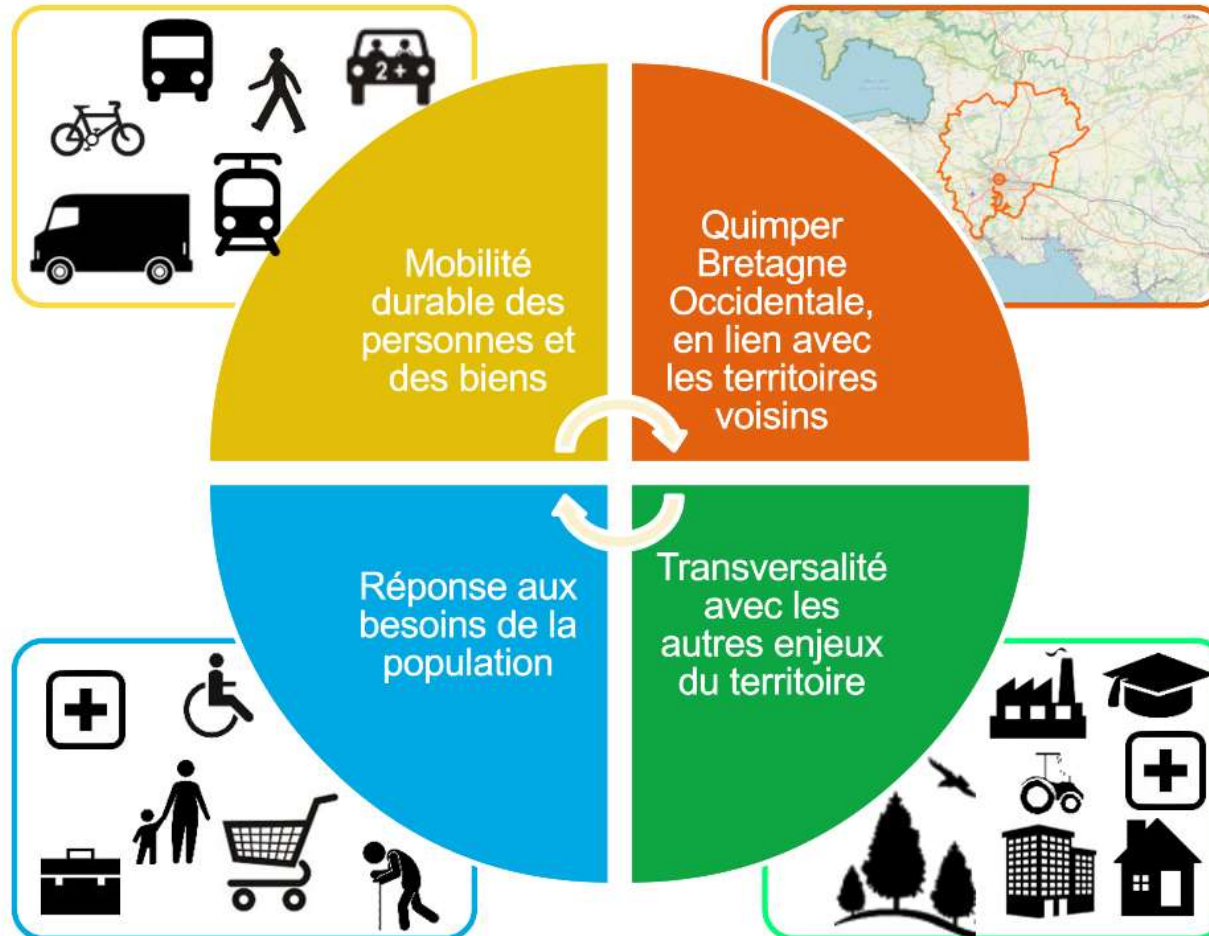 2+
Mobilité
durable des
personnes et
des biens
Quimper
Bretagne
Occidentale,
en lien avec
les territoires
voisins
Réponse aux
besoins de la
population
Transversalité
avec les
autres enjeux
du territoire